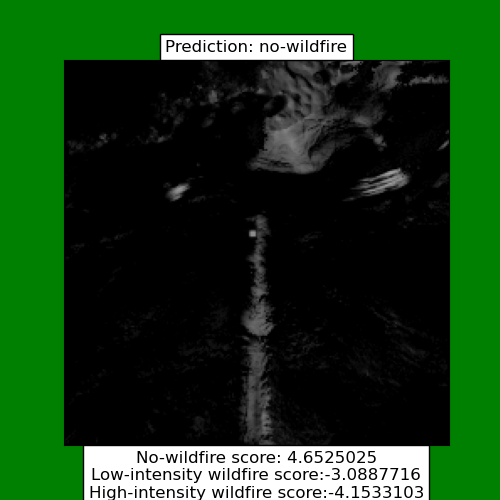 Prediction: no-wildfire
No-wildfire score: 4.6525025
Low-intensity wildfire score:-3.0887716
High-intensity wildfire score:-4.1533103